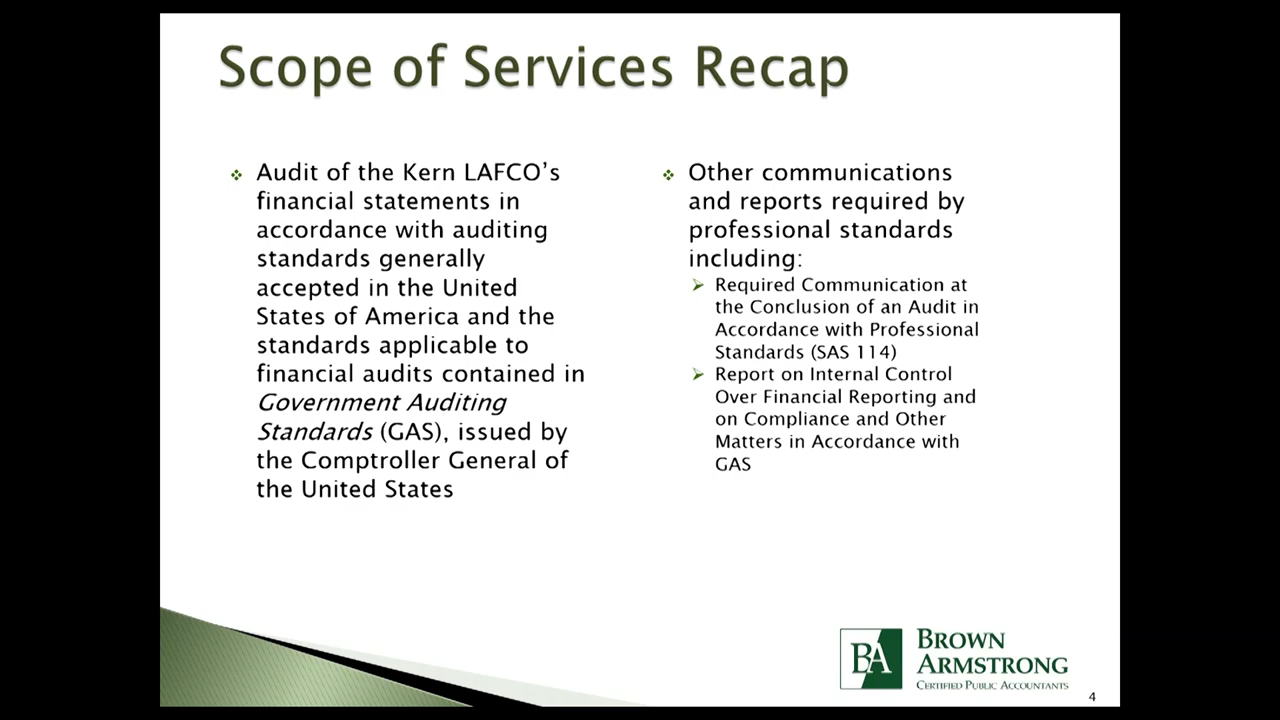 Scope of Services Recap
Audit of the Kern LAFCO’s
financial statements in
accordance with auditing
standards generally
accepted in the United
States of America and the
standards applicable to
financial audits contained in
Government Auditing
Standards (GAS), issued by
the Comptroller General of
the United States
Other communications
and reports required by
professional standards
including:
Required Communication at
the Conclusion of an Audit in
Accordance with Professional
Standards (SAS 114)
Report on Internal Control
Over Financial Reporting and
on Compliance and Other
Matters in Accordance with
GAS
BA
BROWN
ARMSTRONG
CERTIFIED PUBLIC ACCOUNTANTS
4